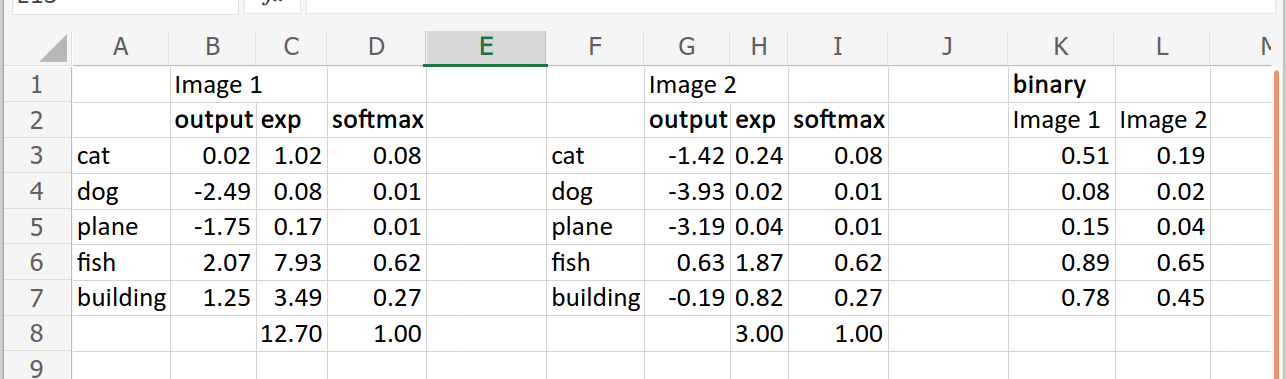 A B C D E F G H I J K L
1 Image 1 Image 2 binary
2 output exp softmax output exp softmax Image 1 Image 2
3 cat 0.02 1.02 0.08 cat -1.42 0.24 0.08 0.51 0.19
4 dog -2.49 0.08 0.01 dog -3.93 0.02 0.01 0.08 0.02
5 plane -1.75 0.17 0.01 plane -3.19 0.04 0.01 0.15 0.04
6 fish 2.07 7.93 0.62 fish 0.63 1.87 0.62 0.89 0.65
7 building 1.25 3.49 0.27 building -0.19 0.82 0.27 0.78 0.45
8 12.70 1.00 3.00 1.00
9